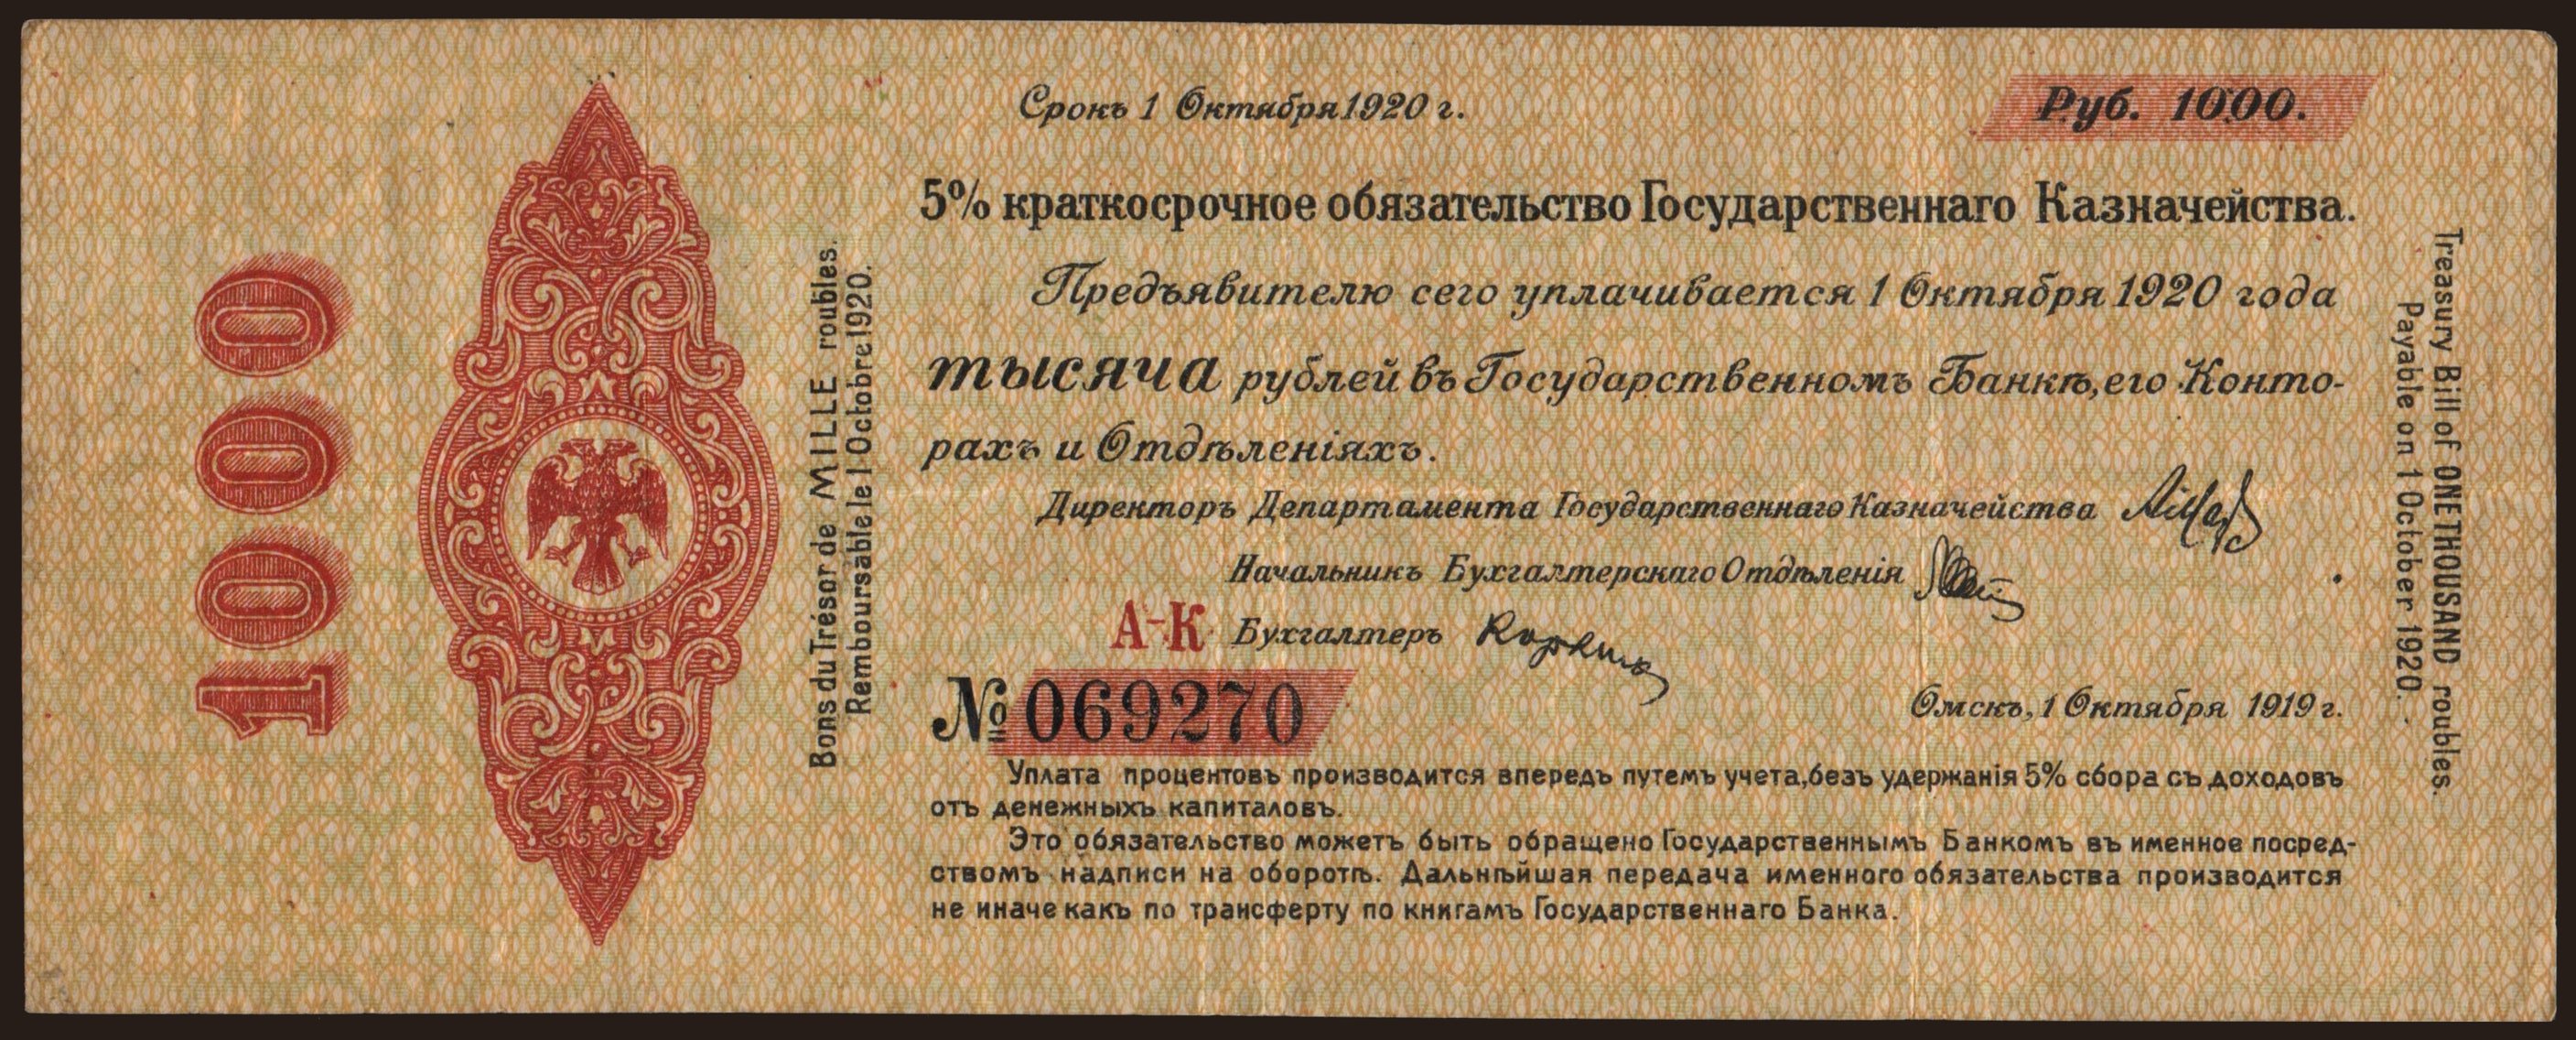 1000
Bons du Trésor de MILLE roubles.
Remboursable le 1 Octobre 1920.
Срокъ 1 Октября 1920 г.
Руб. 1000.
5% краткосрочное обязательство Государственнаго Казначейства.
Предъявителю сего уплачивается 1 Октября 1920 года
тысяча рублей въ Государственномъ Банкѣ, его Конто-
рахъ и Отдѣленіяхъ.
Директоръ Департамента Государственнаго Казначейства
Начальникъ Бухгалтерскаго Отдѣленія
А-К Бухгалтеръ
№ 069270
Омскъ, 1 Октября 1919 г.
Уплата процентовъ производится впередъ путемъ учета, безъ удержанія 5% сбора съ доходовъ
отъ денежныхъ капиталовъ.
Это обязательство можетъ быть обращено Государственнымъ Банкомъ въ именное посред-
ствомъ надписи на оборотѣ. Дальнѣйшая передача именного обязательства производится
не иначе какъ по трансферту по книгамъ Государственнаго Банка.
Treasury Bill of ONE THOUSAND roubles.
Payable on 1 October 1920.